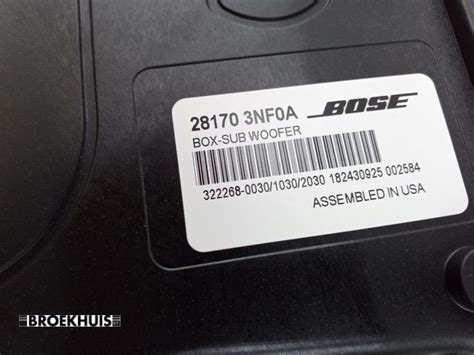 28170 3NF0A BOSE
BOX-SUB WOOFER
322268-0030/1030/2030 182430925 002584
ASSEMBLED IN USA
BROEKHUIS